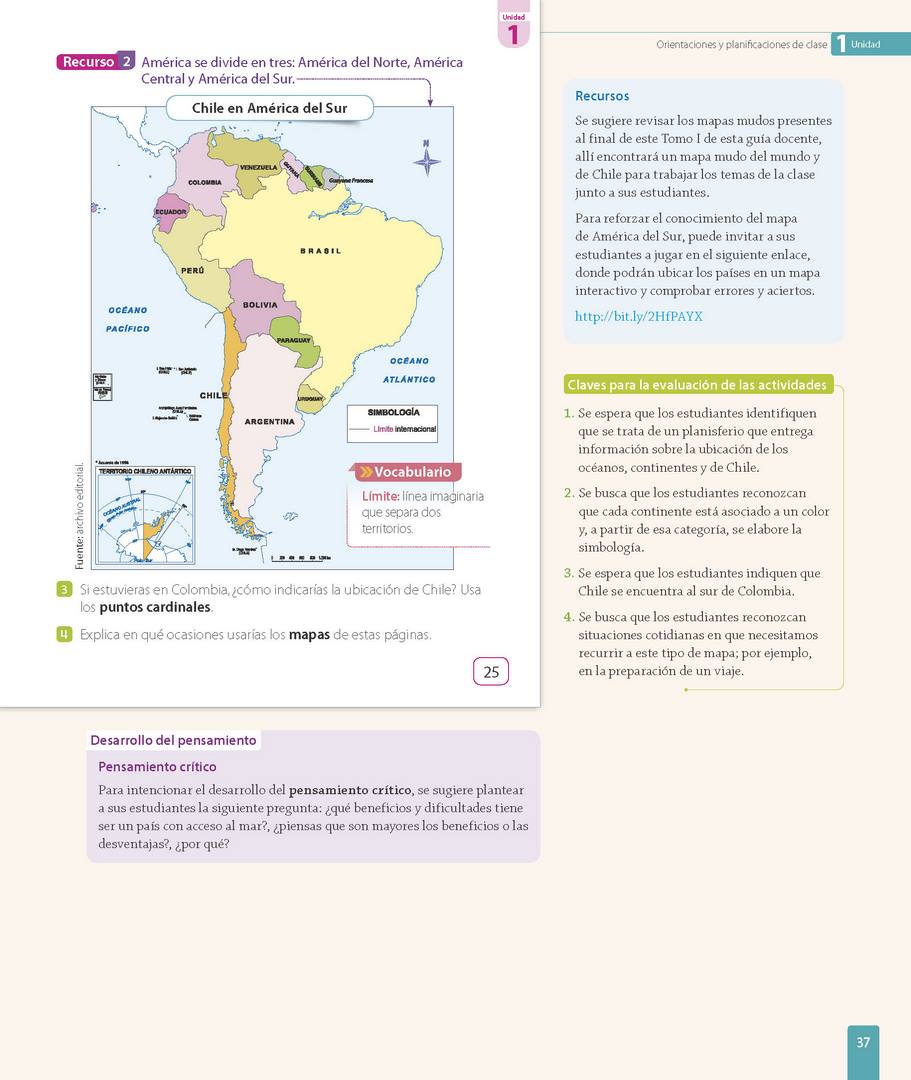 Unidad
1
Recurso 2 América se divide en tres: América del Norte, América
Central y América del Sur.
Chile en América del Sur
N
VENEZUELA
GUYANA
SURINAM
Guayana Francesa
COLOMBIA
ECUADOR
BRASIL
PERÚ
BOLIVIA
OCÉANO
PACÍFICO
PARAGUAY
OCÉANO
ATLÁNTICO
CHILE
URUGUAY
ARGENTINA
SIMBOLOGÍA
Límite internacional
* Acuerdo de 1998
TERRITORIO CHILENO ANTÁRTICO
OCÉANO AUSTRAL
Polo Sur
Vocabulario
Límite: línea imaginaria
que separa dos
territorios.
Fuente: archivo editorial.
3 Si estuvieras en Colombia, ¿cómo indicarías la ubicación de Chile? Usa
los puntos cardinales.
4 Explica en qué ocasiones usarías los mapas de estas páginas.
25
Orientaciones y planificaciones de clase 1 Unidad
Recursos
Se sugiere revisar los mapas mudos presentes
al final de este Tomo I de esta guía docente,
allí encontrará un mapa mudo del mundo y
de Chile para trabajar los temas de la clase
junto a sus estudiantes.
Para reforzar el conocimiento del mapa
de América del Sur, puede invitar a sus
estudiantes a jugar en el siguiente enlace,
donde podrán ubicar los países en un mapa
interactivo y comprobar errores y aciertos.
http://bit.ly/2HfPAYX
Claves para la evaluación de las actividades
1. Se espera que los estudiantes identifiquen
que se trata de un planisferio que entrega
información sobre la ubicación de los
océanos, continentes y de Chile.
2. Se busca que los estudiantes reconozcan
que cada continente está asociado a un color
y, a partir de esa categoría, se elabore la
simbología.
3. Se espera que los estudiantes indiquen que
Chile se encuentra al sur de Colombia.
4. Se busca que los estudiantes reconozcan
situaciones cotidianas en que necesitamos
recurrir a este tipo de mapa; por ejemplo,
en la preparación de un viaje.
Desarrollo del pensamiento
Pensamiento crítico
Para intencionar el desarrollo del pensamiento crítico, se sugiere plantear
a sus estudiantes la siguiente pregunta: ¿qué beneficios y dificultades tiene
ser un país con acceso al mar?, ¿piensas que son mayores los beneficios o las
desventajas?, ¿por qué?
37